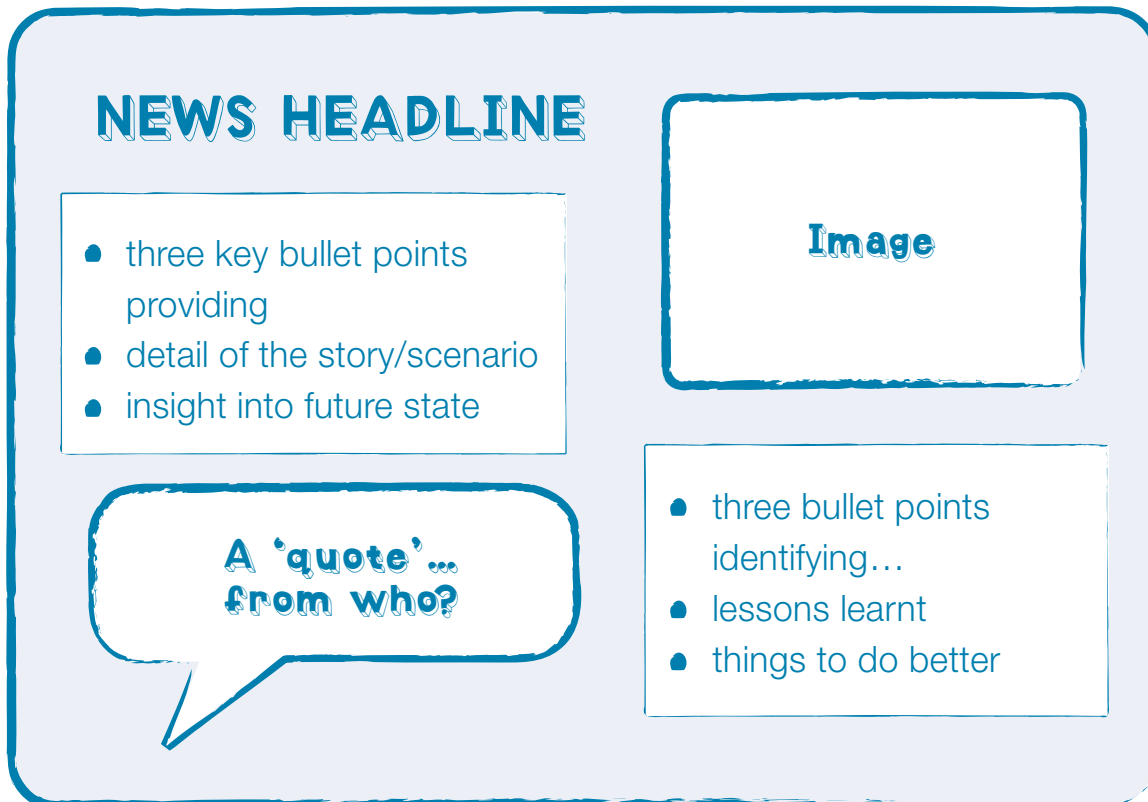 NEWS HEADLINE
• three key bullet points
providing
• detail of the story/scenario
• insight into future state
Image
A ‘quote’...
from who?
• three bullet points
identifying…
• lessons learnt
• things to do better